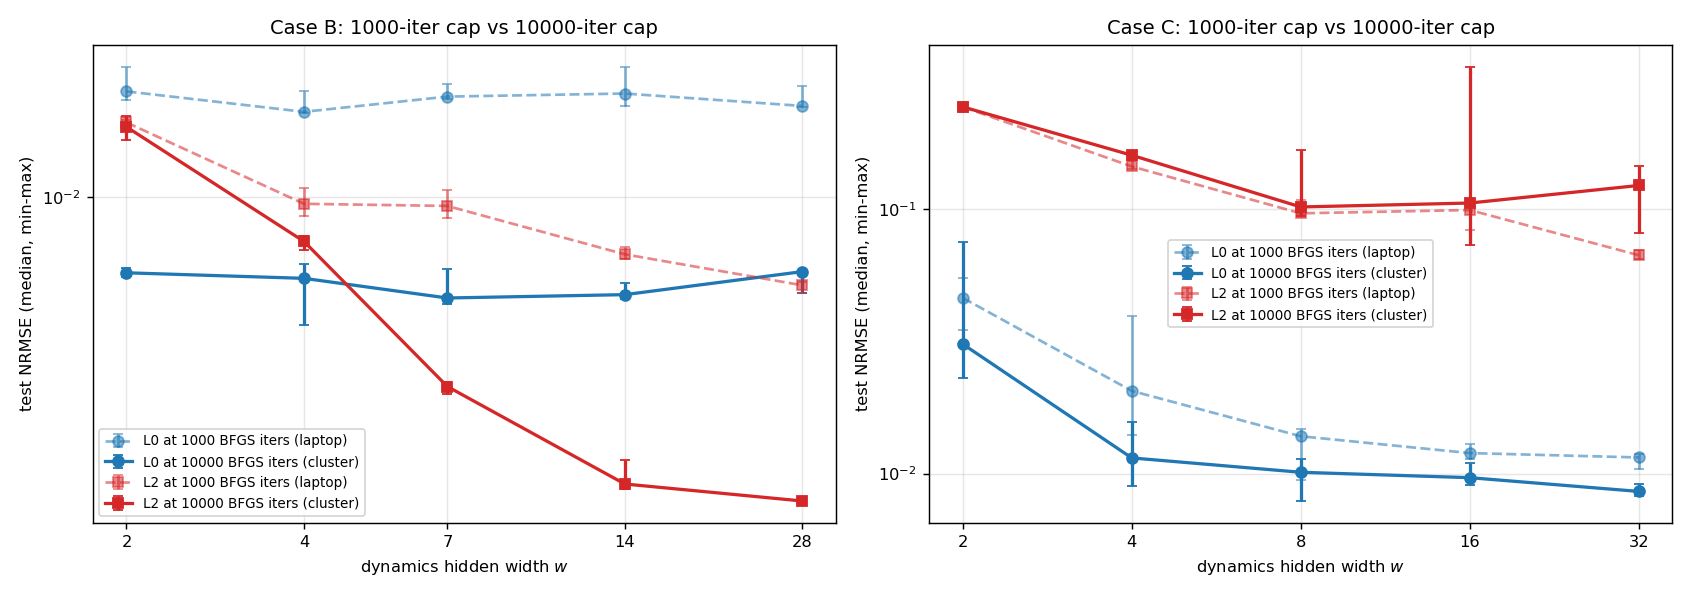 Case B: 1000-iter cap vs 10000-iter cap
test NRMSE (median, min-max)
10⁻²
L0 at 1000 BFGS iters (laptop)
L0 at 10000 BFGS iters (cluster)
L2 at 1000 BFGS iters (laptop)
L2 at 10000 BFGS iters (cluster)
2 4 7 14 28
dynamics hidden width w
Case C: 1000-iter cap vs 10000-iter cap
test NRMSE (median, min-max)
10⁻¹
10⁻²
L0 at 1000 BFGS iters (laptop)
L0 at 10000 BFGS iters (cluster)
L2 at 1000 BFGS iters (laptop)
L2 at 10000 BFGS iters (cluster)
2 4 8 16 32
dynamics hidden width w